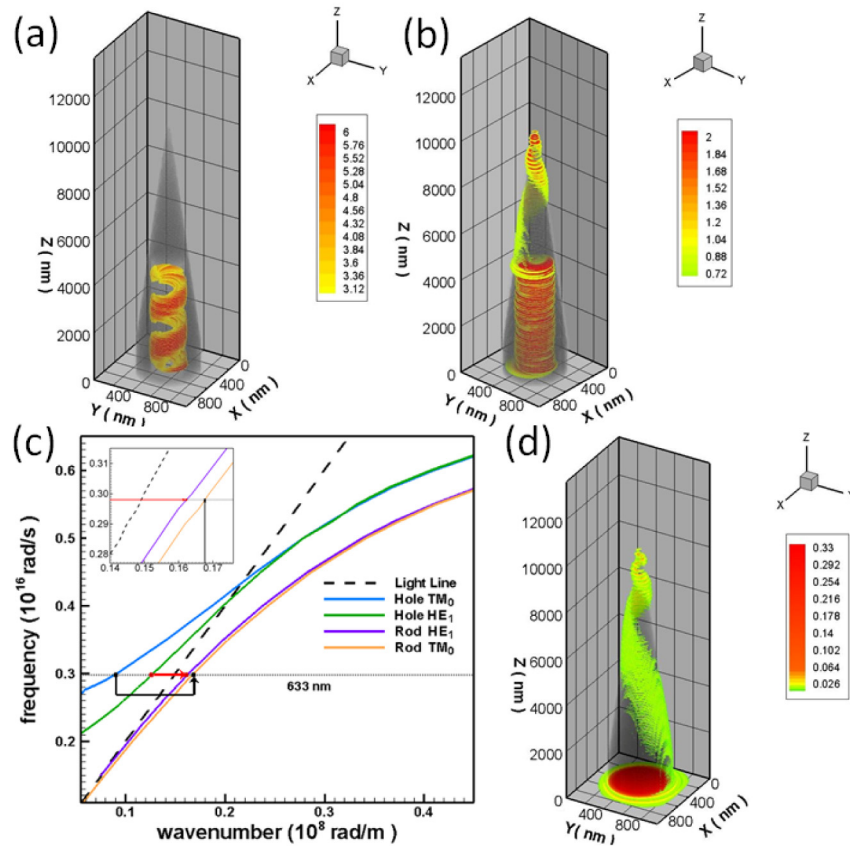 (a)
Z
X
Y
12000
10000
8000
6000
4000
2000
0
Z ( nm )
400
800
Y ( nm )
0
400
800
X ( nm )
6
5.76
5.52
5.28
5.04
4.8
4.56
4.32
4.08
3.84
3.6
3.36
3.12
(b)
Z
X
Y
12000
10000
8000
6000
4000
2000
0
Z ( nm )
400
800
Y ( nm )
0
400
800
X ( nm )
2
1.84
1.68
1.52
1.36
1.2
1.04
0.88
0.72
(c)
0.6
0.5
0.4
0.3
0.2
frequency (10^16 rad/s)
0.1
0.2
0.3
0.4
wavenumber (10^8 rad/m )
0.31
0.30
0.29
0.28
0.14
0.15
0.16
0.17
Light Line
Hole TM₀
Hole HE₁
Rod HE₁
Rod TM₀
633 nm
(d)
Z
X
Y
12000
10000
8000
6000
4000
2000
0
Z ( nm )
400
800
Y( nm )
0
400
800
X ( nm )
0.33
0.292
0.254
0.216
0.178
0.14
0.102
0.064
0.026